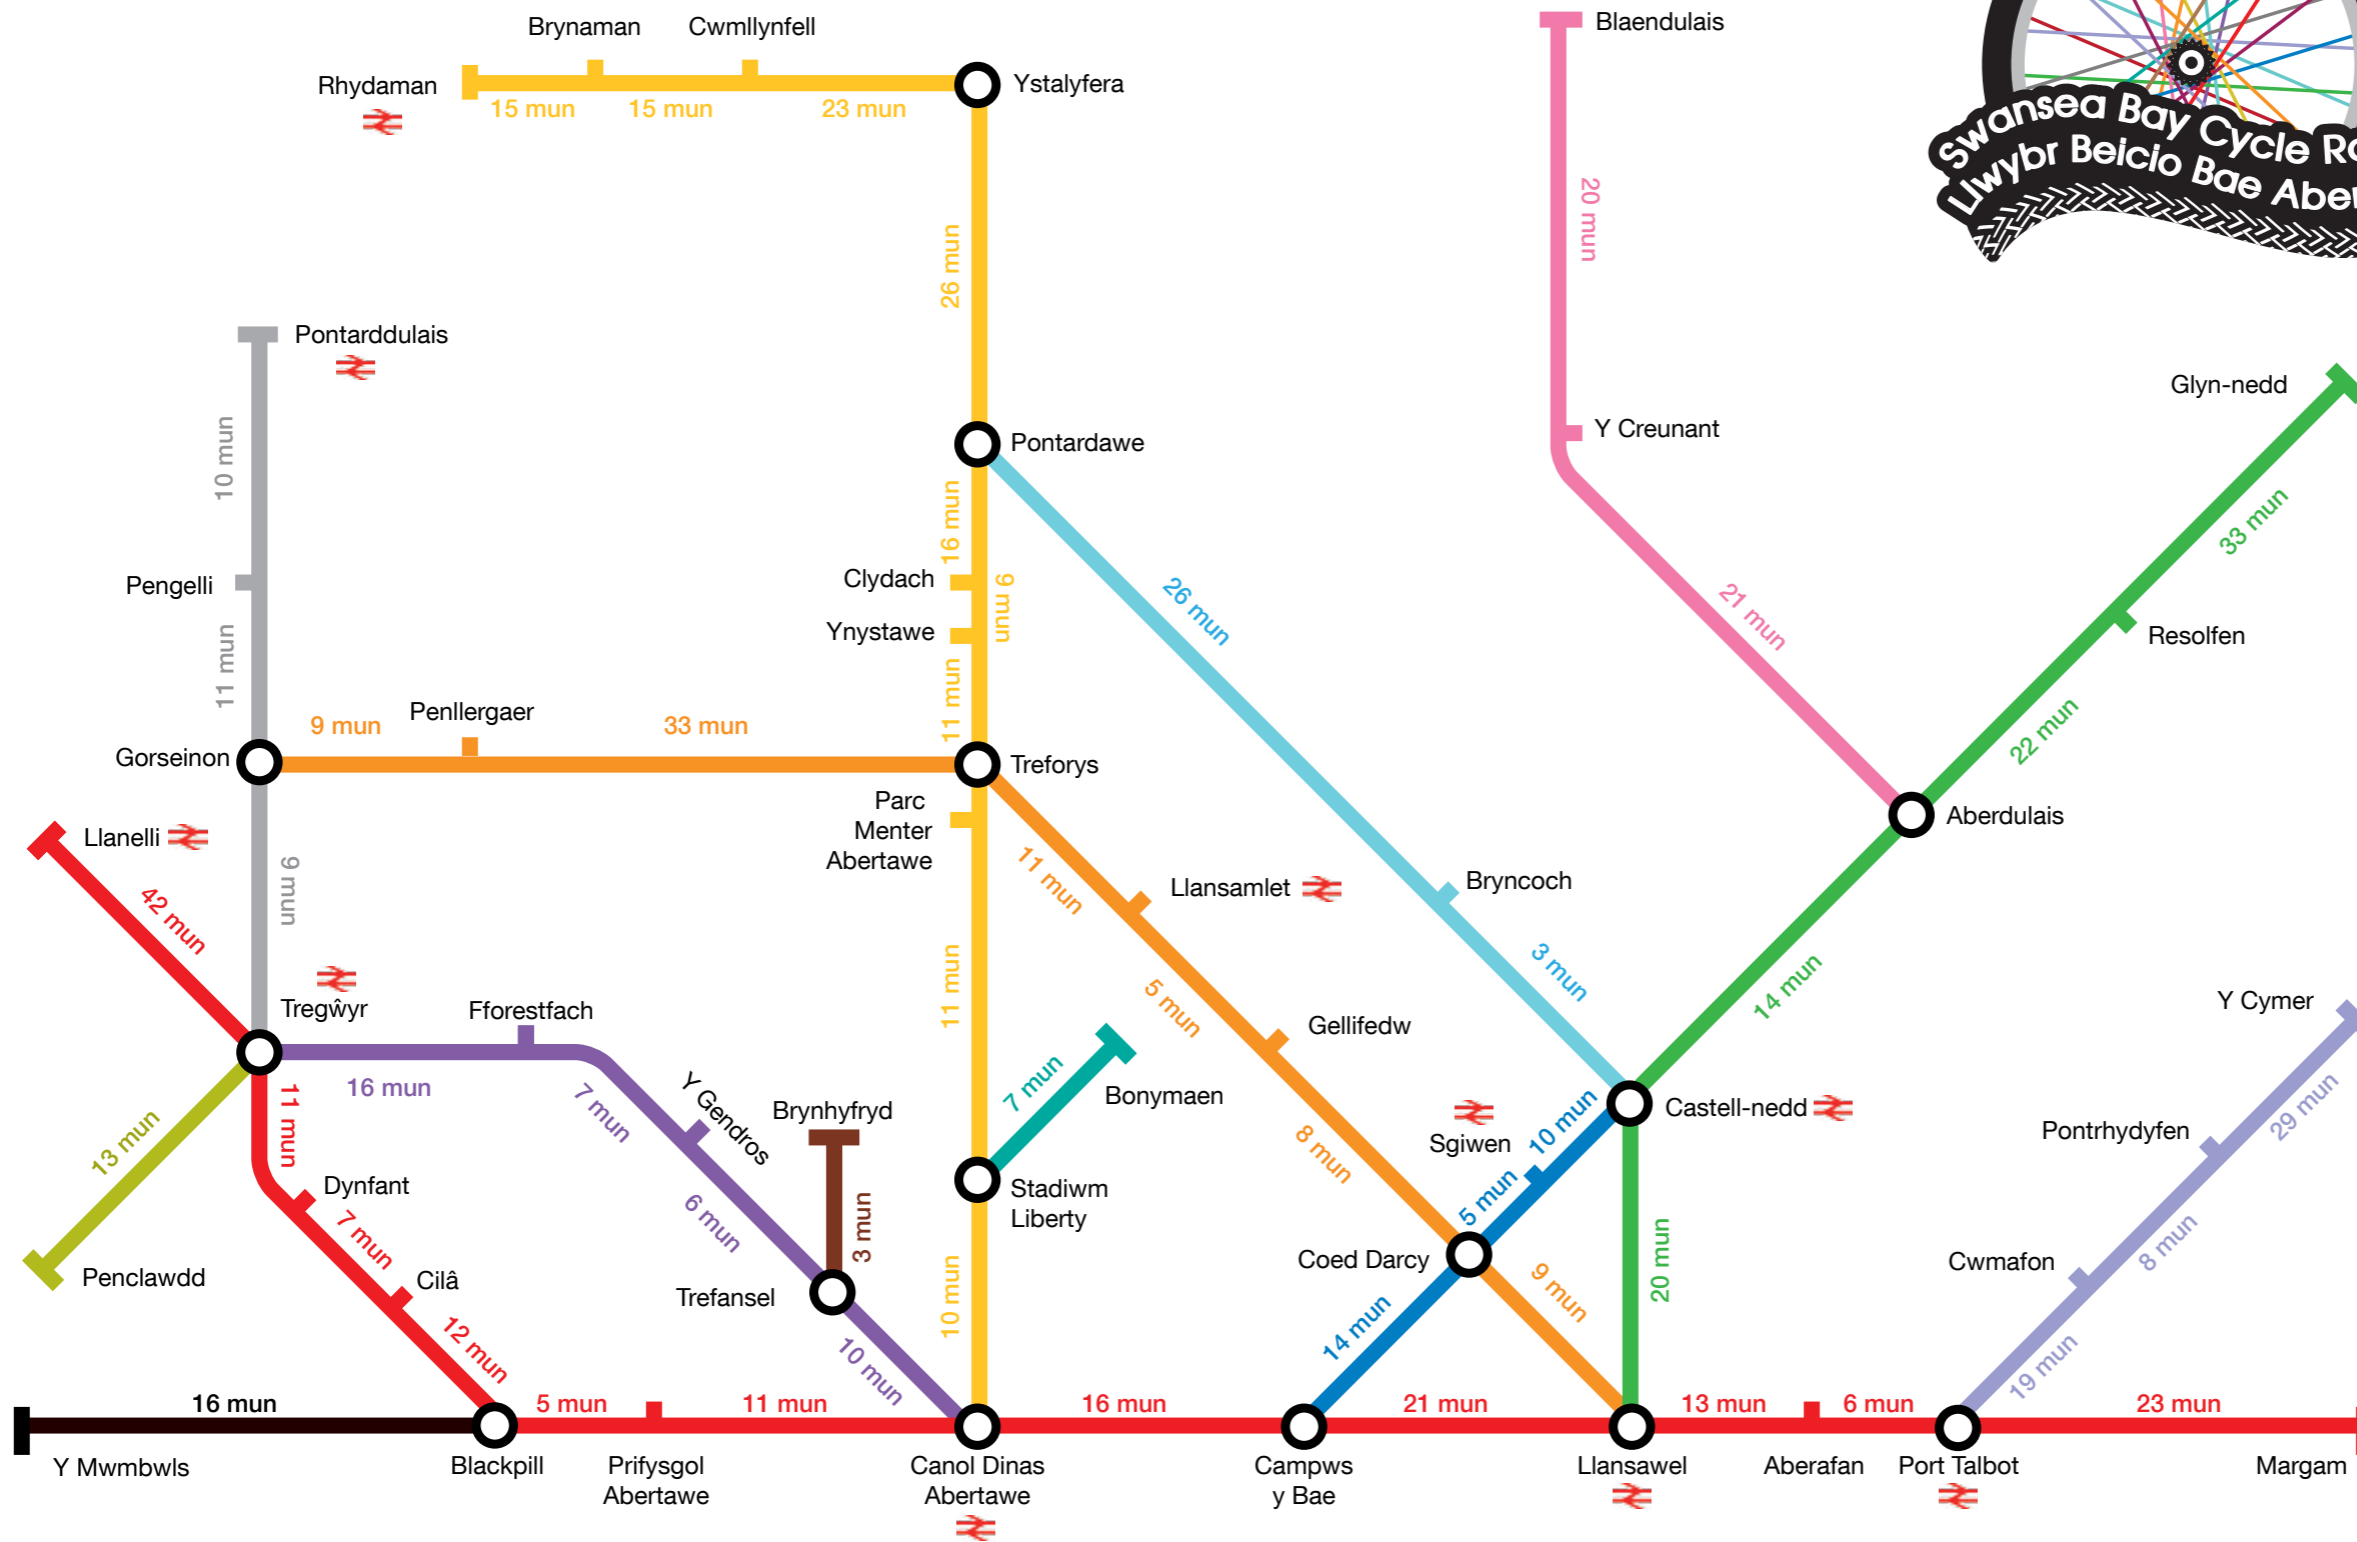 Brynaman
Cwmllynfell
Rhydaman
Ystalyfera
15 mun
15 mun
23 mun
Blaendulais
Swansea Bay Cycle
Llwybr Beicio Bae
20 mun
26 mun
Pontarddulais
Glyn-nedd
10 mun
Pontardawe
Y Creunant
33 mun
16 mun
Clydach
9 mun
Pengelli
26 mun
21 mun
Ynystawe
Resolfen
11 mun
11 mun
22 mun
Penllergaer
9 mun
33 mun
Gorseinon
Treforys
Parc
Menter
Abertawe
Aberdulais
Llanelli
9 mun
42 mun
11 mun
Llansamlet
Bryncoch
11 mun
3 mun
14 mun
5 mun
Tregŵyr
Fforestfach
Gellifedw
Y Cymer
16 mun
7 mun
Y Gendros
Brynhyfryd
7 mun
Bonymaen
Castell-nedd
29 mun
11 mun
13 mun
10 mun
Sgiwen
Pontrhydyfen
8 mun
Dynfant
Stadiwm
Liberty
5 mun
7 mun
6 mun
3 mun
8 mun
Coed Darcy
20 mun
Cwmafon
Penclawdd
Cilâ
Trefansel
10 mun
9 mun
14 mun
12 mun
10 mun
19 mun
16 mun
5 mun
11 mun
16 mun
21 mun
13 mun
6 mun
23 mun
Y Mwmbwls
Blackpill
Prifysgol
Abertawe
Canol Dinas
Abertawe
Campws
y Bae
Llansawel
Aberafan
Port Talbot
Margam